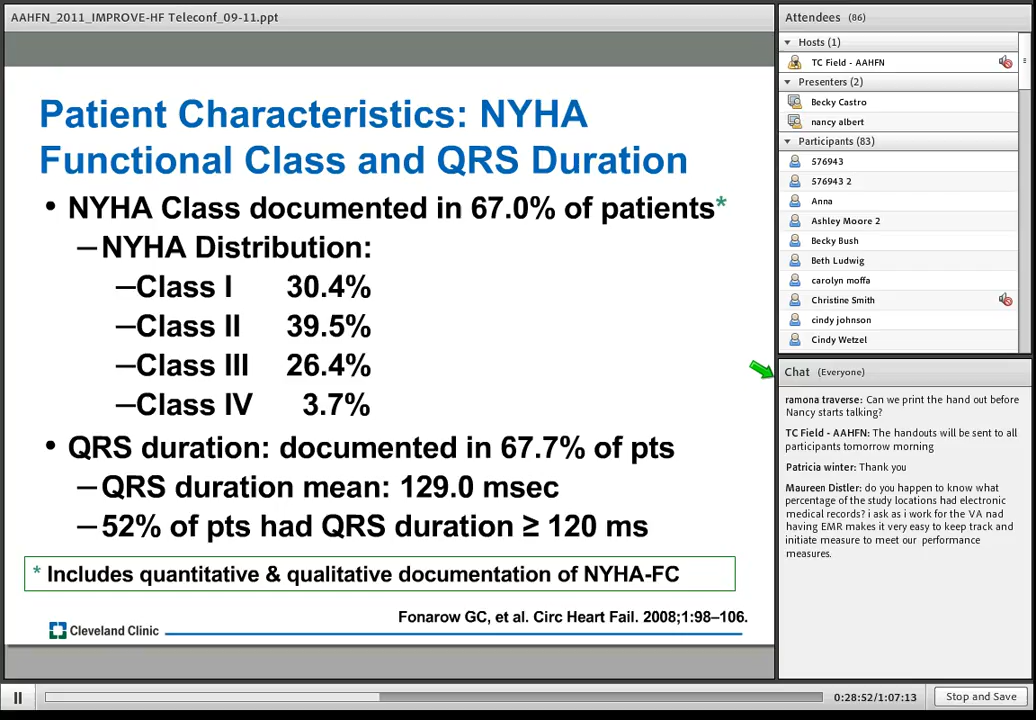 AAHFN_2011_IMPROVE-HF Teleconf_09-11.ppt
Patient Characteristics: NYHA
Functional Class and QRS Duration
• NYHA Class documented in 67.0% of patients*
–NYHA Distribution:
–Class I 30.4%
–Class II 39.5%
–Class III 26.4%
–Class IV 3.7%
• QRS duration: documented in 67.7% of pts
–QRS duration mean: 129.0 msec
–52% of pts had QRS duration ≥ 120 ms
* Includes quantitative & qualitative documentation of NYHA-FC
Fonarow GC, et al. Circ Heart Fail. 2008;1:98–106.
Cleveland Clinic
Attendees (86)
Hosts (1)
TC Field - AAHFN
Presenters (2)
Becky Castro
nancy albert
Participants (83)
576943
576943 2
Anna
Ashley Moore 2
Becky Bush
Beth Ludwig
carolyn moffa
Christine Smith
cindy johnson
Cindy Wetzel
Chat (Everyone)
ramona traverse: Can we print the hand out before
Nancy starts talking?
TC Field - AAHFN: The handouts will be sent to all
participants tomorrow morning
Patricia winter: Thank you
Maureen Distler: do you happen to know what
percentage of the study locations had electronic
medical records? i ask as i work for the VA nad
having EMR makes it very easy to keep track and
initiate measure to meet our performance
measures.
0:28:52/1:07:13
Stop and Save